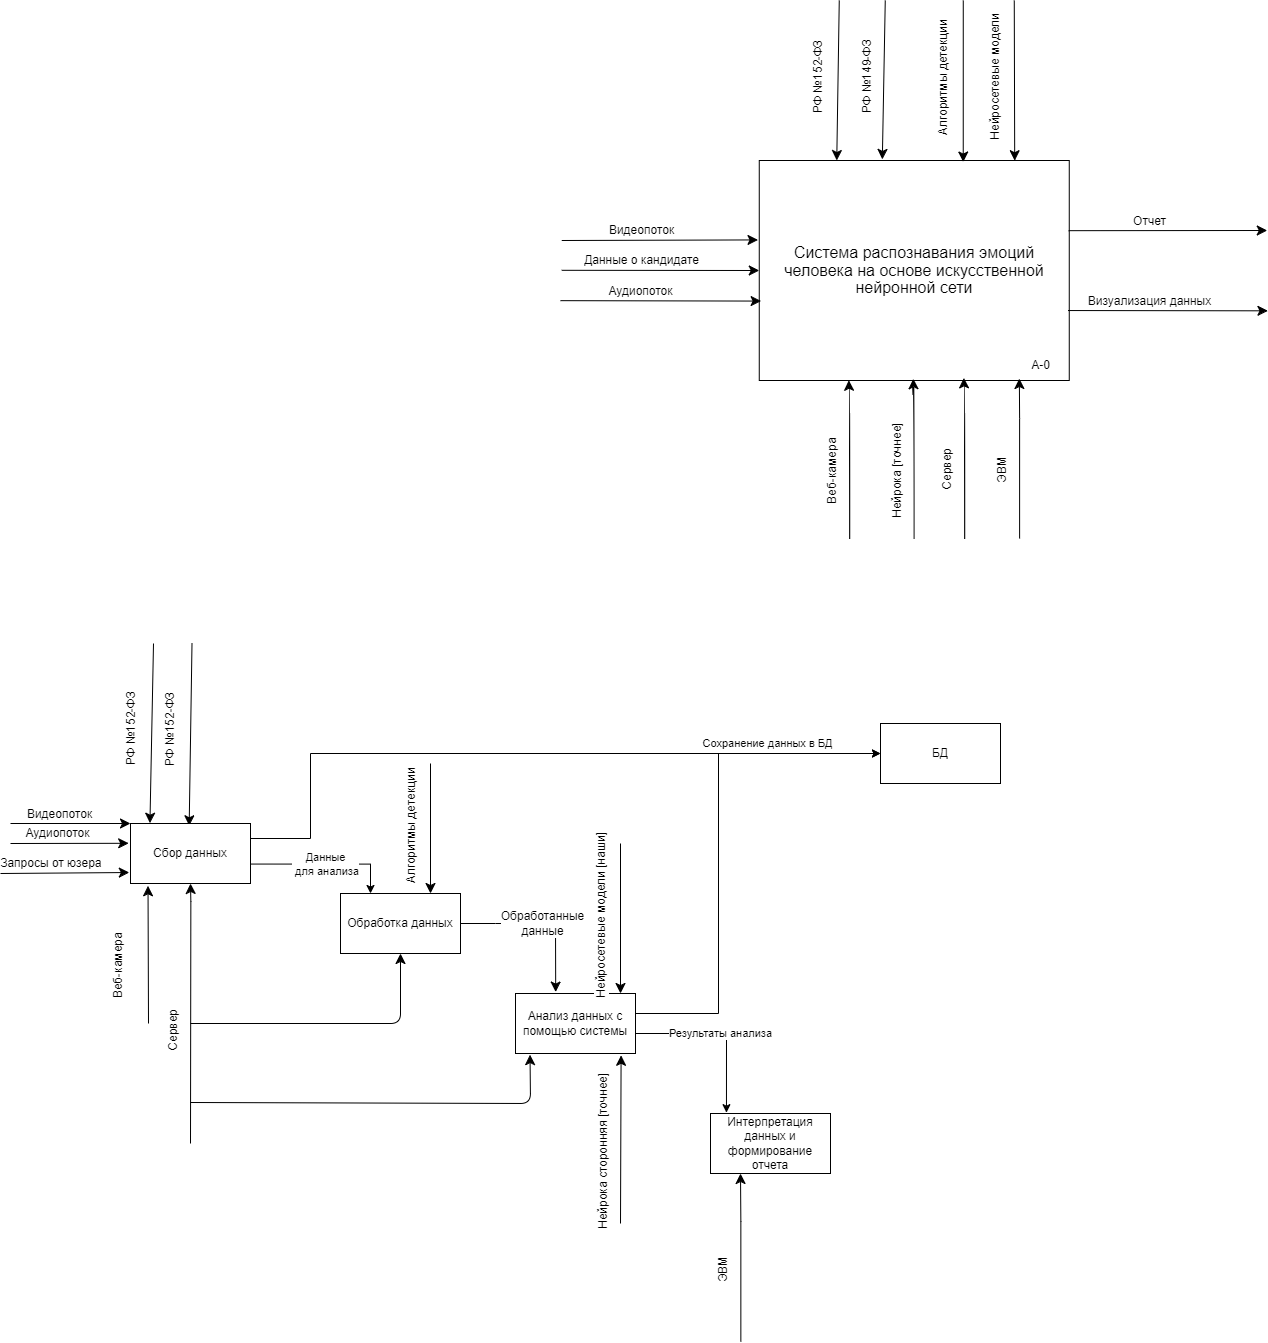 РФ №152-ФЗ
РФ №149-ФЗ
Алгоритмы детекции
Нейросетевые модели
Видеопоток
Данные о кандидате
Аудиопоток
Система распознавания эмоций
человека на основе искусственной
нейронной сети
А-0
Отчет
Визуализация данных
Веб-камера
Нейрока [точнее]
Сервер
ЭВМ
РФ №152-ФЗ
РФ №152-ФЗ
Видеопоток
Аудиопоток
Запросы от юзера
Сбор данных
Веб-камера
Сервер
Данные
для анализа
Алгоритмы детекции
Обработка данных
Обработанные
данные
Нейросетевые модели [наши]
Сохранение данных в БД
БД
Анализ данных с
помощью системы
Результаты анализа
Нейрока сторонняя [точнее]
Интерпретация
данных и
формирование
отчета
ЭВМ